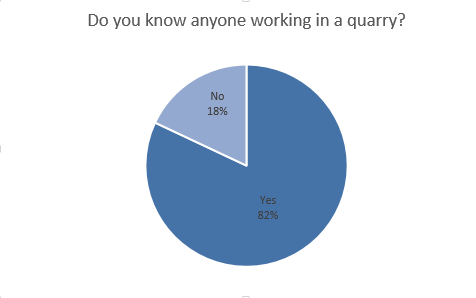 Do you know anyone working in a quarry?
No
18%
Yes
82%